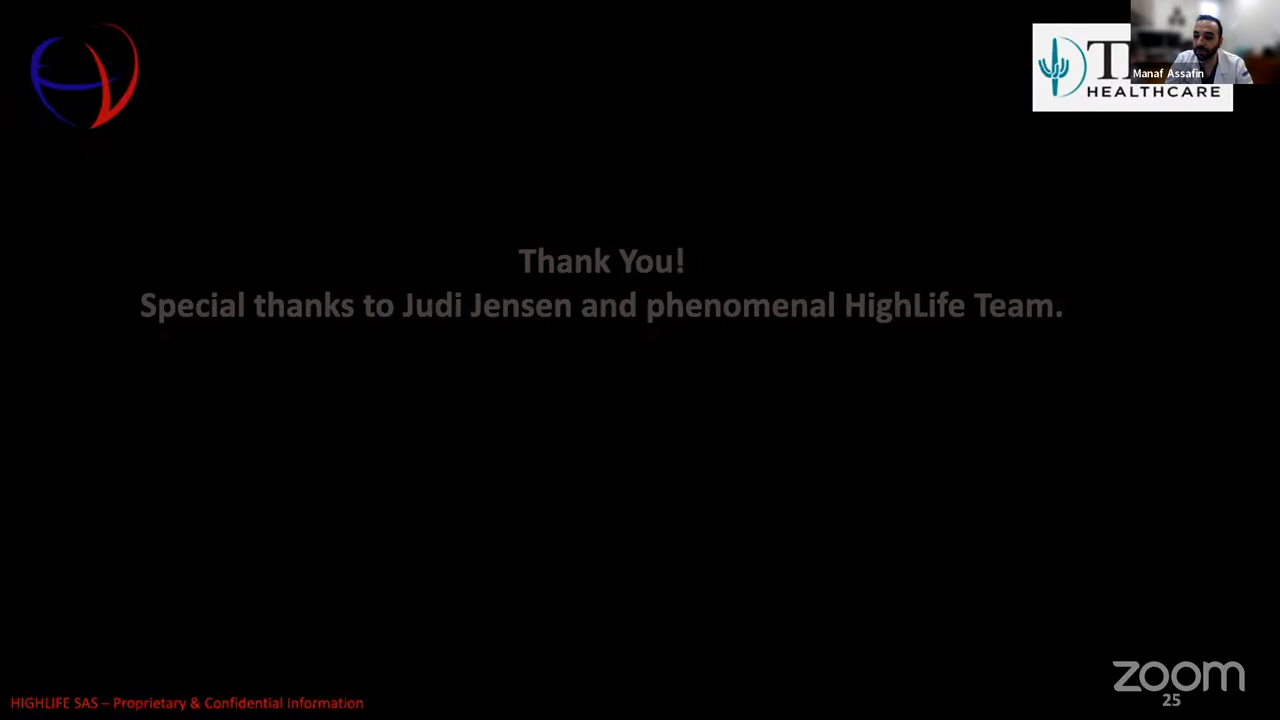 Manaf Assafin
HEALTHCARE
Thank You!
Special thanks to Judi Jensen and phenomenal HighLife Team.
zoom
25
HIGHLIFE SAS – Proprietary & Confidential Information